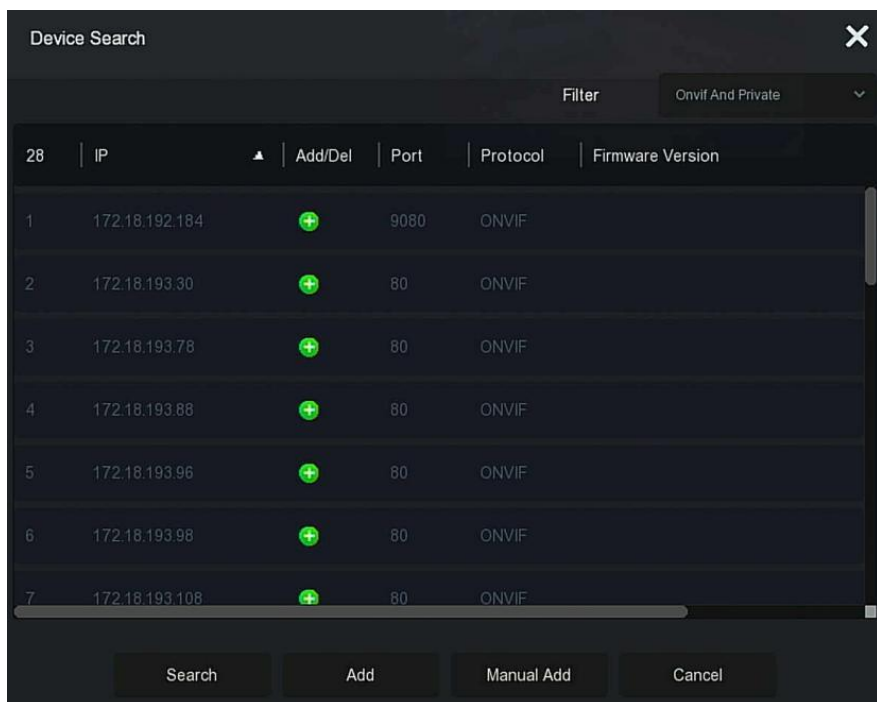 Device Search
Filter Onvif And Private
28 IP Add/Del Port Protocol Firmware Version
1 172.18.192.184 9080 ONVIF
2 172.18.193.30 80 ONVIF
3 172.18.193.78 80 ONVIF
4 172.18.193.88 80 ONVIF
5 172.18.193.96 80 ONVIF
6 172.18.193.98 80 ONVIF
7 172.18.193.108 80 ONVIF
Search Add Manual Add Cancel